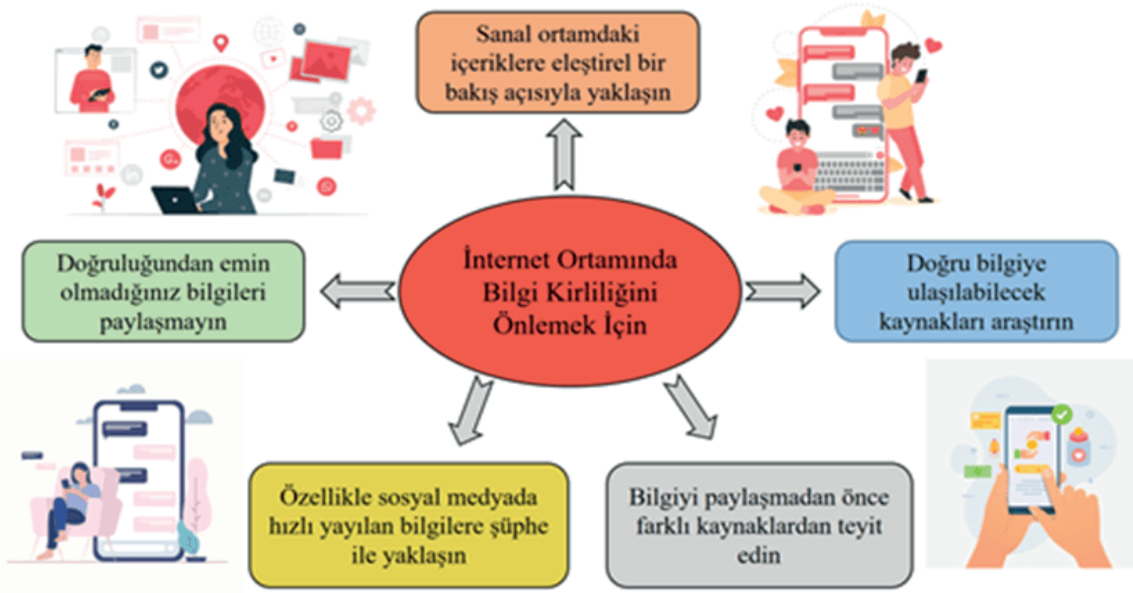 Sanal ortamdaki
içeriklere eleştirel bir
bakış açısıyla yaklaşın
İnternet Ortamında
Bilgi Kirliliğini
Önlemek İçin
Doğruluğundan emin
olmadığınız bilgileri
paylaşmayın
Doğru bilgiye
ulaşılabilecek
kaynakları araştırın
Özellikle sosyal medyada
hızlı yayılan bilgilere şüphe
ile yaklaşın
Bilgiyi paylaşmadan önce
farklı kaynaklardan teyit
edin